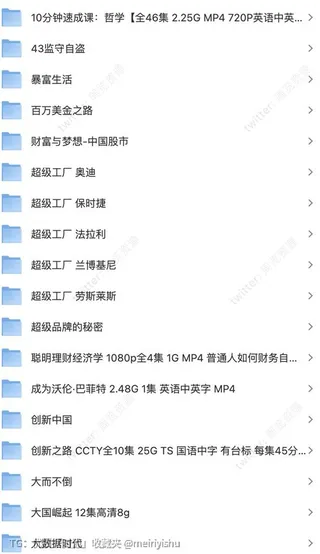 10分钟速成课：哲学【全46集 2.25G MP4 720P英语中英...
43监守自盗
暴富生活
百万美金之路
财富与梦想-中国股市
超级工厂 奥迪
超级工厂 保时捷
超级工厂 法拉利
超级工厂 兰博基尼
超级工厂 劳斯莱斯
超级品牌的秘密
聪明理财经济学 1080p全4集 1G MP4 普通人如何财务自...
成为沃伦·巴菲特 2.48G 1集 英语中英字 MP4
创新中国
创新之路 CCTY全10集 25G TS 国语中字 有台标 每集45分...
大而不倒
大国崛起 12集高清8g
大数据时代
TG: 收藏夹 @meiriyishu